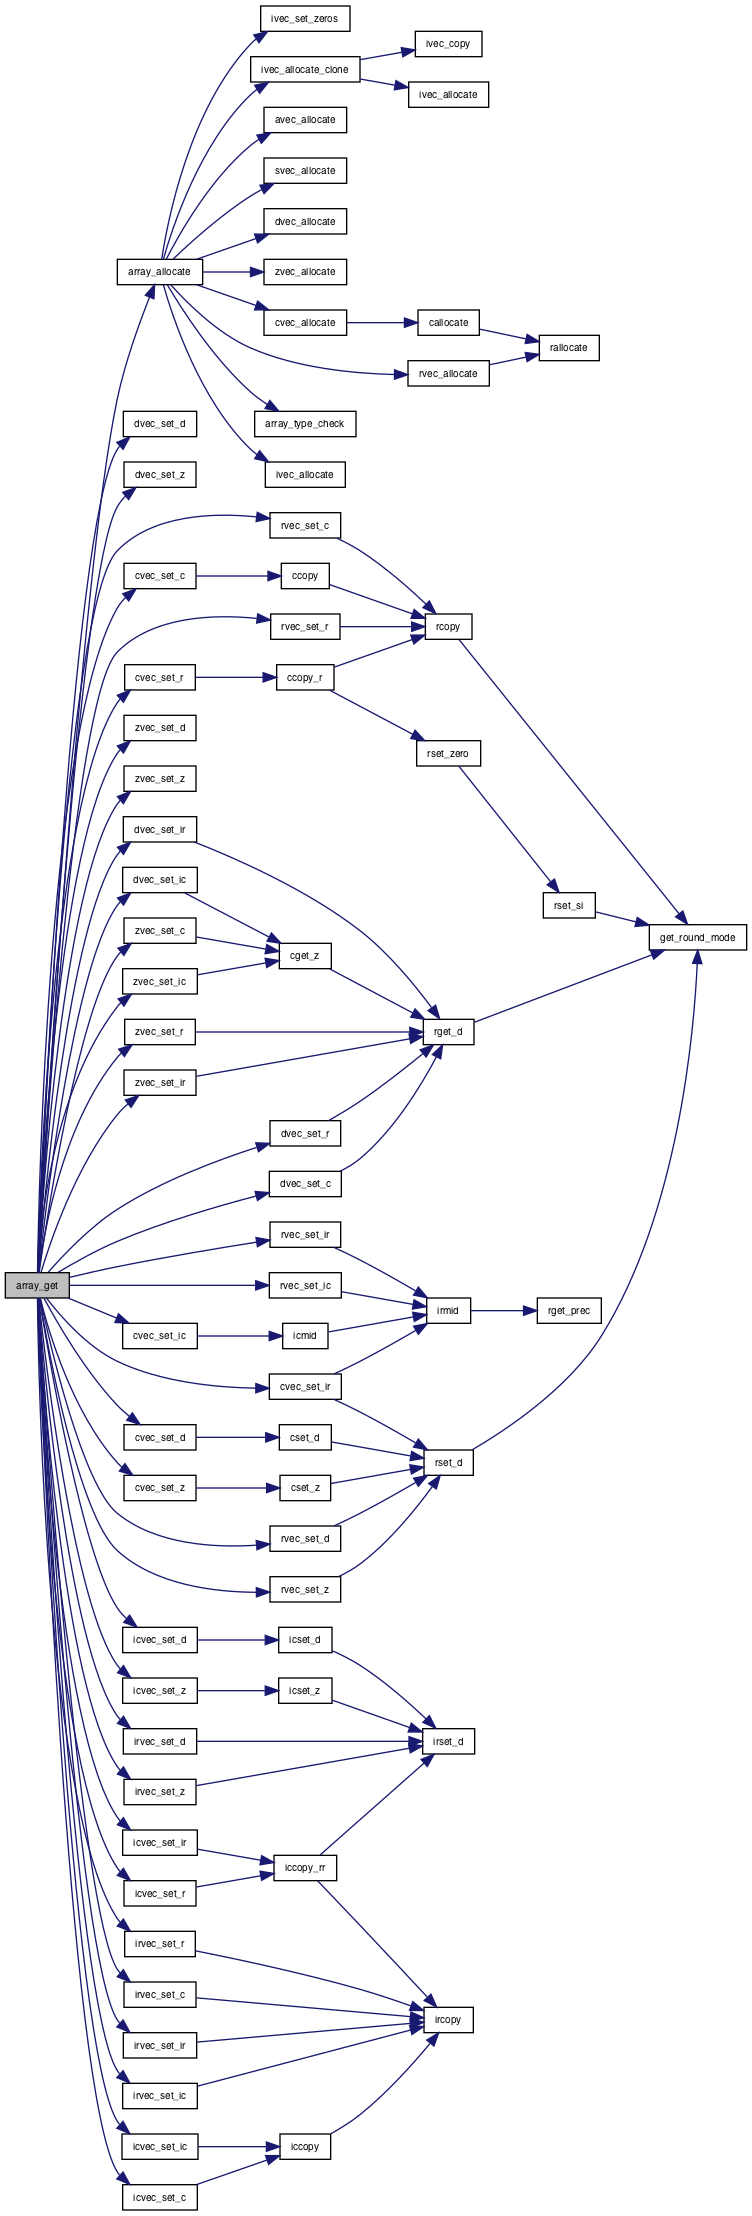 ivec_set_zeros
ivec_copy
ivec_allocate_clone
ivec_allocate
avec_allocate
svec_allocate
dvec_allocate
array_allocate
zvec_allocate
cvec_allocate
callocate
rallocate
rvec_allocate
dvec_set_d
array_type_check
dvec_set_z
ivec_allocate
rvec_set_c
cvec_set_c
ccopy
rvec_set_r
rcopy
cvec_set_r
ccopy_r
zvec_set_d
rset_zero
zvec_set_z
dvec_set_ir
dvec_set_ic
rset_si
zvec_set_c
get_round_mode
cget_z
zvec_set_ic
zvec_set_r
rget_d
zvec_set_ir
dvec_set_r
dvec_set_c
rvec_set_ir
array_get
rvec_set_ic
irmid
rget_prec
cvec_set_ic
icmid
cvec_set_ir
cvec_set_d
cset_d
rset_d
cvec_set_z
cset_z
rvec_set_d
rvec_set_z
icvec_set_d
icset_d
icvec_set_z
icset_z
irvec_set_d
irset_d
irvec_set_z
icvec_set_ir
iccopy_rr
icvec_set_r
irvec_set_r
irvec_set_c
ircopy
irvec_set_ir
irvec_set_ic
icvec_set_ic
iccopy
icvec_set_c